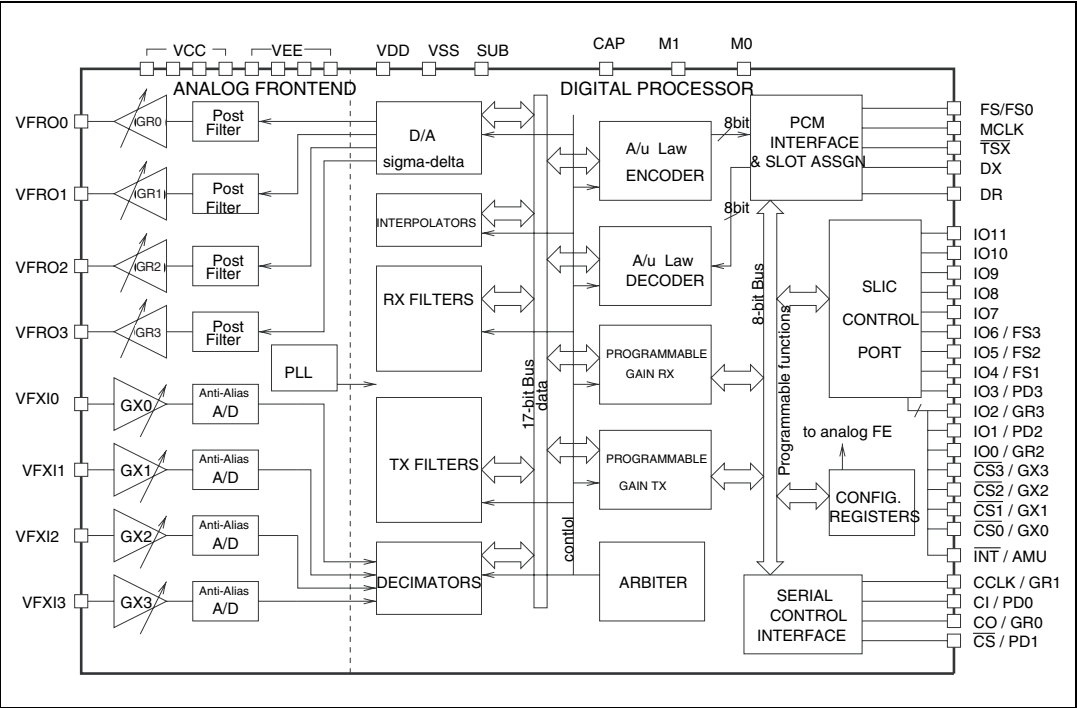 VCC
VEE
VDD
VSS
SUB
CAP
M1
M0
ANALOG FRONTEND
DIGITAL PROCESSOR
VFRO0
VFRO1
VFRO2
VFRO3
VFXI0
VFXI1
VFXI2
VFXI3
GR0
GR1
GR2
GR3
GX0
GX1
GX2
GX3
Post
Filter
Post
Filter
Post
Filter
Post
Filter
PLL
Anti-Alias
A/D
Anti-Alias
A/D
Anti-Alias
A/D
Anti-Alias
A/D
D/A
sigma-delta
INTERPOLATORS
RX FILTERS
TX FILTERS
DECIMATORS
17-bit Bus
data
contlol
A/u Law
ENCODER
A/u Law
DECODER
PROGRAMMABLE
GAIN RX
PROGRAMMABLE
GAIN TX
ARBITER
8bit
8bit
8-bit Bus
Programmable functions
PCM
INTERFACE
& SLOT ASSGN
SLIC
CONTROL
PORT
to analog FE
CONFIG.
REGISTERS
SERIAL
CONTROL
INTERFACE
FS/FS0
MCLK
TSX
DX
DR
IO11
IO10
IO9
IO8
IO7
IO6 / FS3
IO5 / FS2
IO4 / FS1
IO3 / PD3
IO2 / GR3
IO1 / PD2
IO0 / GR2
CS3 / GX3
CS2 / GX2
CS1 / GX1
CS0 / GX0
INT / AMU
CCLK / GR1
CI / PD0
CO / GR0
CS / PD1